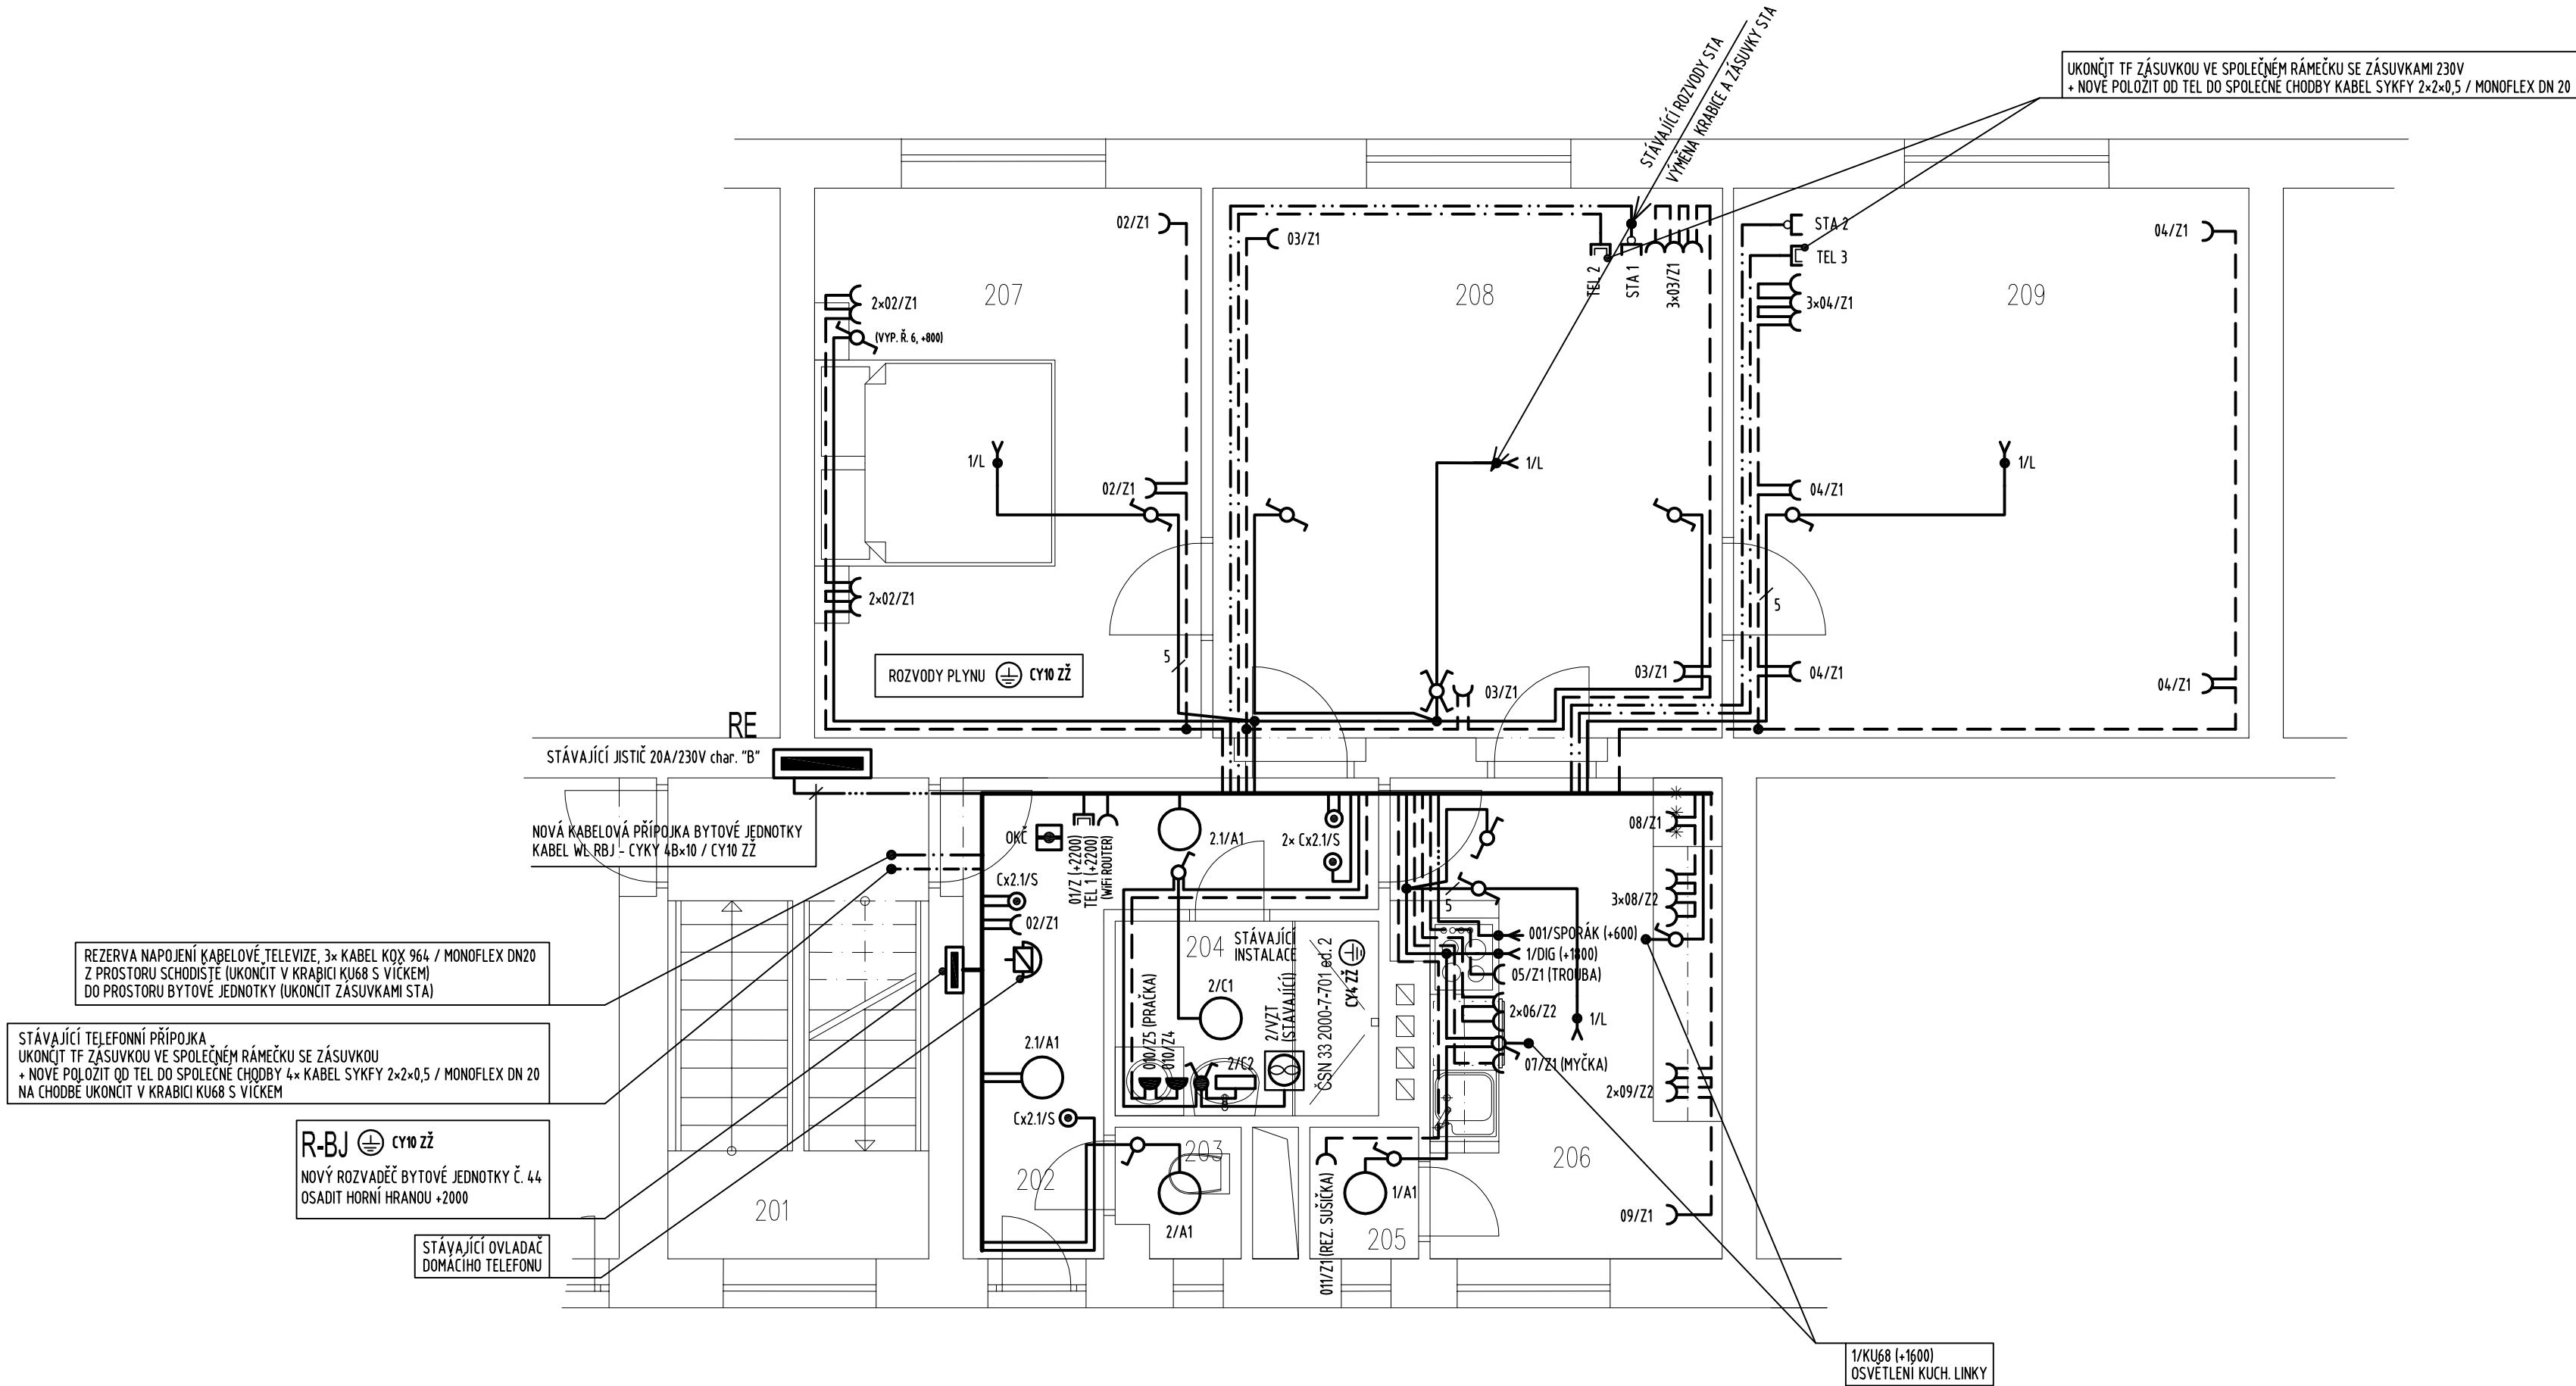 STÁVAJÍCÍ ROZVODY STA
VÝMĚNA KRABICE A ZÁSUVKY STA
UKONČIT TF ZÁSUVKOU VE SPOLEČNÉM RÁMEČKU SE ZÁSUVKAMI 230V
+ NOVĚ POLOŽIT OD TEL DO SPOLEČNÉ CHODBY KABEL SYKFY 2×2×0,5 / MONOFLEX DN 20
02/Z1
03/Z1
TEL 2
STA 1
3×03/Z1
STA 2
TEL 3
04/Z1
207
208
209
2×02/Z1
(VYP. Ř. 6, +800)
3×04/Z1
1/L
1/L
1/L
02/Z1
04/Z1
2×02/Z1
5
5
ROZVODY PLYNU
CY10 ZŽ
03/Z1
03/Z1
04/Z1
04/Z1
RE
STÁVAJÍCÍ JISTIČ 20A/230V char. "B"
NOVÁ KABELOVÁ PŘÍPOJKA BYTOVÉ JEDNOTKY
KABEL WL RBJ - CYKY 4B×10 / CY10 ZŽ
OKČ
01/Z (+2200)
TEL 1 (+2200)
(WiFi ROUTER)
2.1/A1
2× Cx2.1/S
08/Z1
Cx2.1/S
02/Z1
5
3×08/Z2
204
STÁVAJÍCÍ
INSTALACE
ČSN 33 2000-7-701 ed. 2
CY4 ZŽ
001/SPORÁK (+600)
1/DIG (+1800)
05/Z1 (TROUBA)
2×06/Z2
1/L
07/Z1 (MYČKA)
2×09/Z2
REZERVA NAPOJENÍ KABELOVÉ TELEVIZE, 3× KABEL KOX 964 / MONOFLEX DN20
Z PROSTORU SCHODIŠTĚ (UKONČIT V KRABICI KU68 S VÍČKEM)
DO PROSTORU BYTOVÉ JEDNOTKY (UKONČIT ZÁSUVKAMI STA)
2/C1
2/VZT
(STÁVAJÍCÍ)
010/Z5 (PRAČKA)
010/Z4
2/C2
STÁVAJÍCÍ TELEFONNÍ PŘÍPOJKA
UKONČIT TF ZÁSUVKOU VE SPOLEČNÉM RÁMEČKU SE ZÁSUVKOU
+ NOVĚ POLOŽIT OD TEL DO SPOLEČNÉ CHODBY 4× KABEL SYKFY 2×2×0,5 / MONOFLEX DN 20
NA CHODBĚ UKONČIT V KRABICI KU68 S VÍČKEM
2.1/A1
Cx2.1/S
R-BJ
CY10 ZŽ
NOVÝ ROZVADĚČ BYTOVÉ JEDNOTKY Č. 44
OSADIT HORNÍ HRANOU +2000
201
202
203
2/A1
011/Z1 (REZ. SUŠIČKA)
1/A1
205
206
09/Z1
STÁVAJÍCÍ OVLADAČ
DOMÁCÍHO TELEFONU
1/KU68 (+1600)
OSVĚTLENÍ KUCH. LINKY